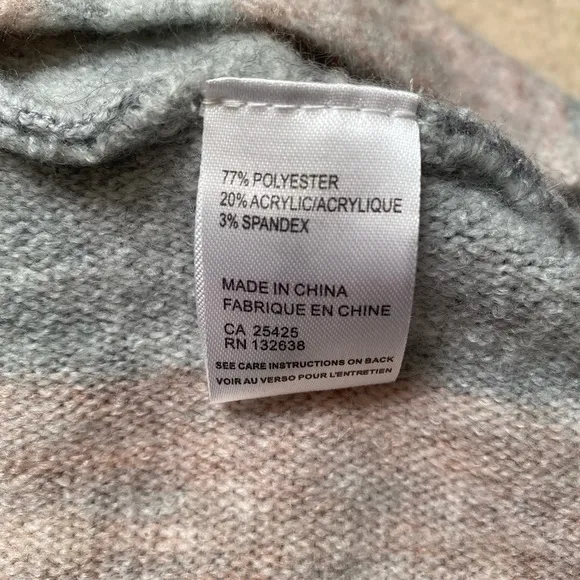 77% POLYESTER
20% ACRYLIC/ACRYLIQUE
3% SPANDEX
MADE IN CHINA
FABRIQUE EN CHINE
CA 25425
RN 132638
SEE CARE INSTRUCTIONS ON BACK
VOIR AU VERSO POUR L'ENTRETIEN